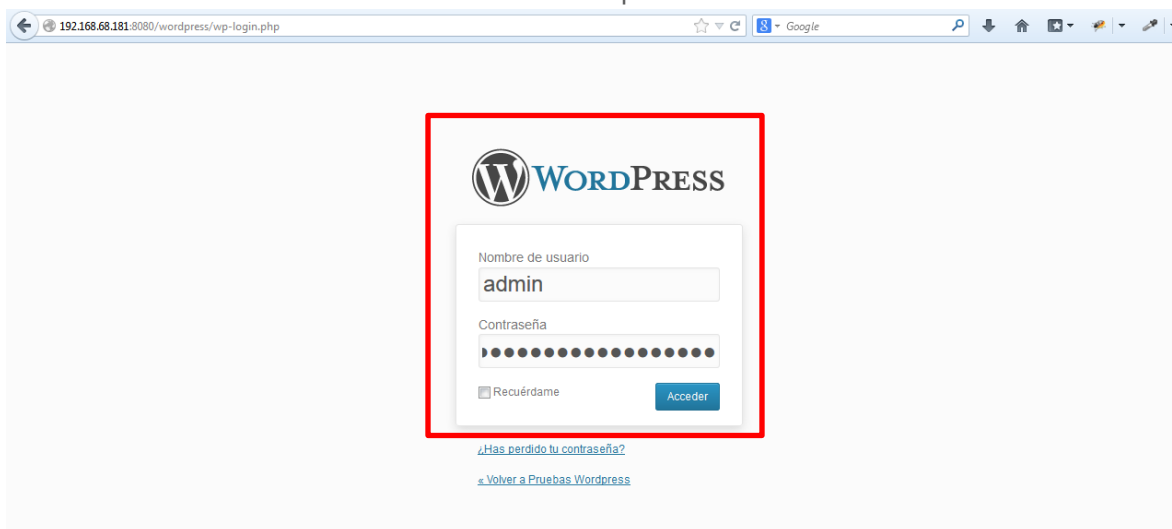 192.168.68.181:8080/wordpress/wp-login.php
Google
WORDPRESS
Nombre de usuario
admin
Contraseña
Recuérdame
Acceder
¿Has perdido tu contraseña?
« Volver a Pruebas Wordpress